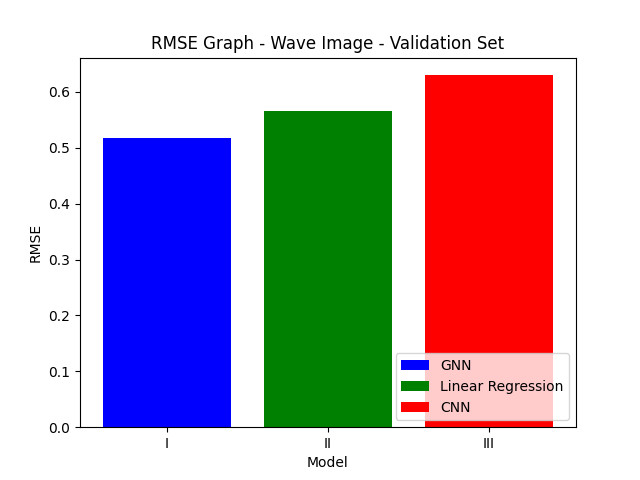 RMSE Graph - Wave Image - Validation Set
0.6
0.5
0.4
0.3
0.2
0.1
0.0
RMSE
GNN
Linear Regression
CNN
I II III
Model